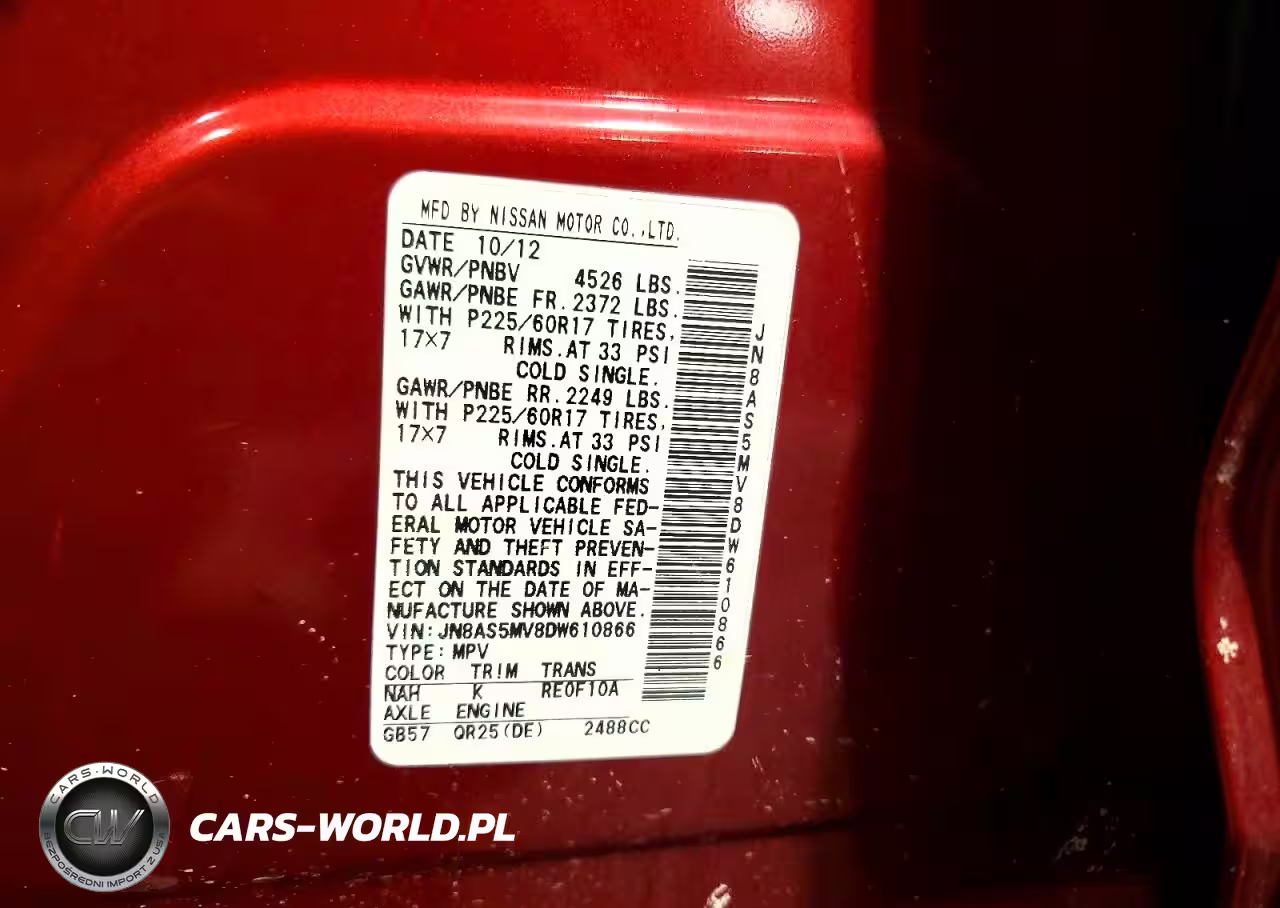 MFD BY NISSAN MOTOR CO.,LTD.
DATE 10/12
GVWR/PNBV 4526 LBS.
GAWR/PNBE FR. 2372 LBS.
WITH P225/60R17 TIRES,
17×7 RIMS.AT 33 PSI
COLD SINGLE.
GAWR/PNBE RR. 2249 LBS.
WITH P225/60R17 TIRES,
17×7 RIMS.AT 33 PSI
COLD SINGLE.
THIS VEHICLE CONFORMS
TO ALL APPLICABLE FED-
ERAL MOTOR VEHICLE SA-
FETY AND THEFT PREVEN-
TION STANDARDS IN EFF-
ECT ON THE DATE OF MA-
NUFACTURE SHOWN ABOVE.
VIN:JN8AS5MV8DW610866
TYPE:MPV
COLOR TRIM TRANS
NAH K RE0F10A
AXLE ENGINE
GB57 QR25(DE) 2488CC
JN8AS5MV8DW610866
CARS-WORLD
CW
BEZPOŚREDNI IMPORT Z USA
CARS-WORLD.PL